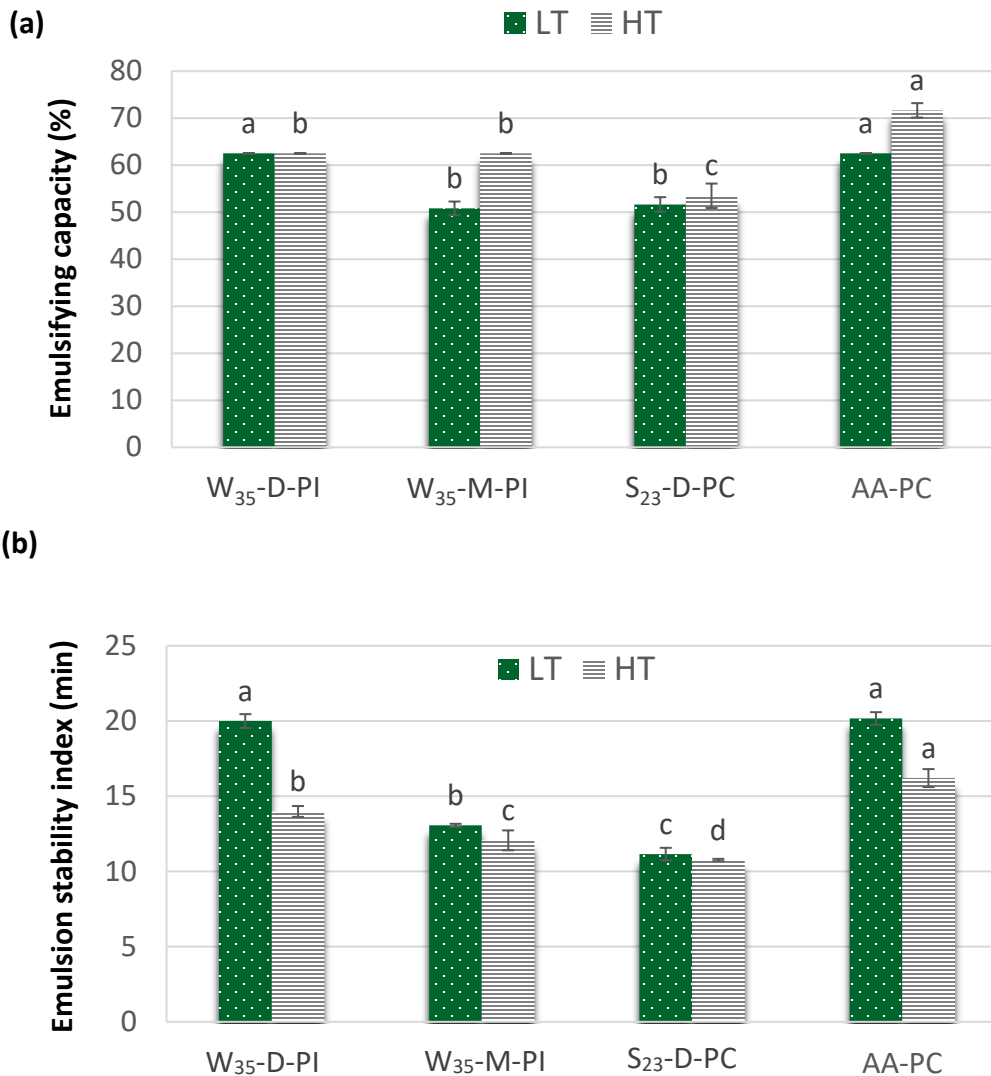 (a)
LT HT
Emulsifying capacity (%)
80
70
60
50
40
30
20
10
0
a b b b b c a a
W₃₅-D-PI W₃₅-M-PI S₂₃-D-PC AA-PC
(b)
Emulsion stability index (min)
LT HT
25
20
15
10
5
0
a b b c c d a a
W₃₅-D-PI W₃₅-M-PI S₂₃-D-PC AA-PC